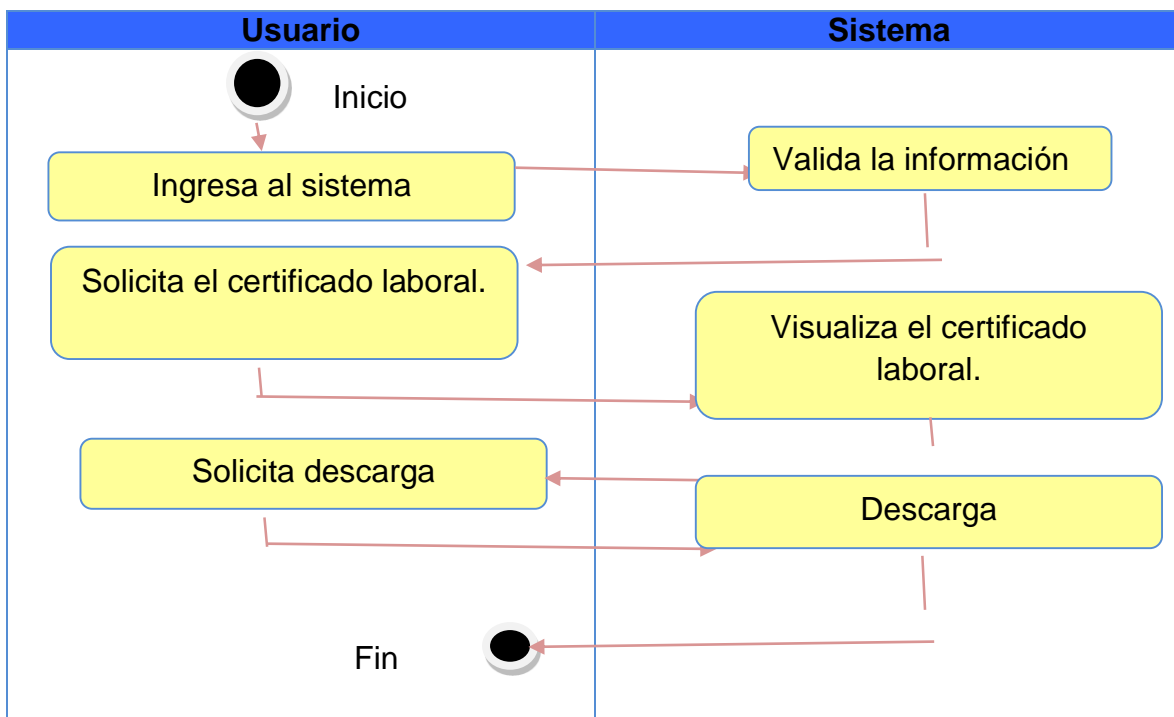 Usuario
Sistema
Inicio
Ingresa al sistema
Valida la información
Solicita el certificado laboral.
Visualiza el certificado
laboral.
Solicita descarga
Descarga
Fin